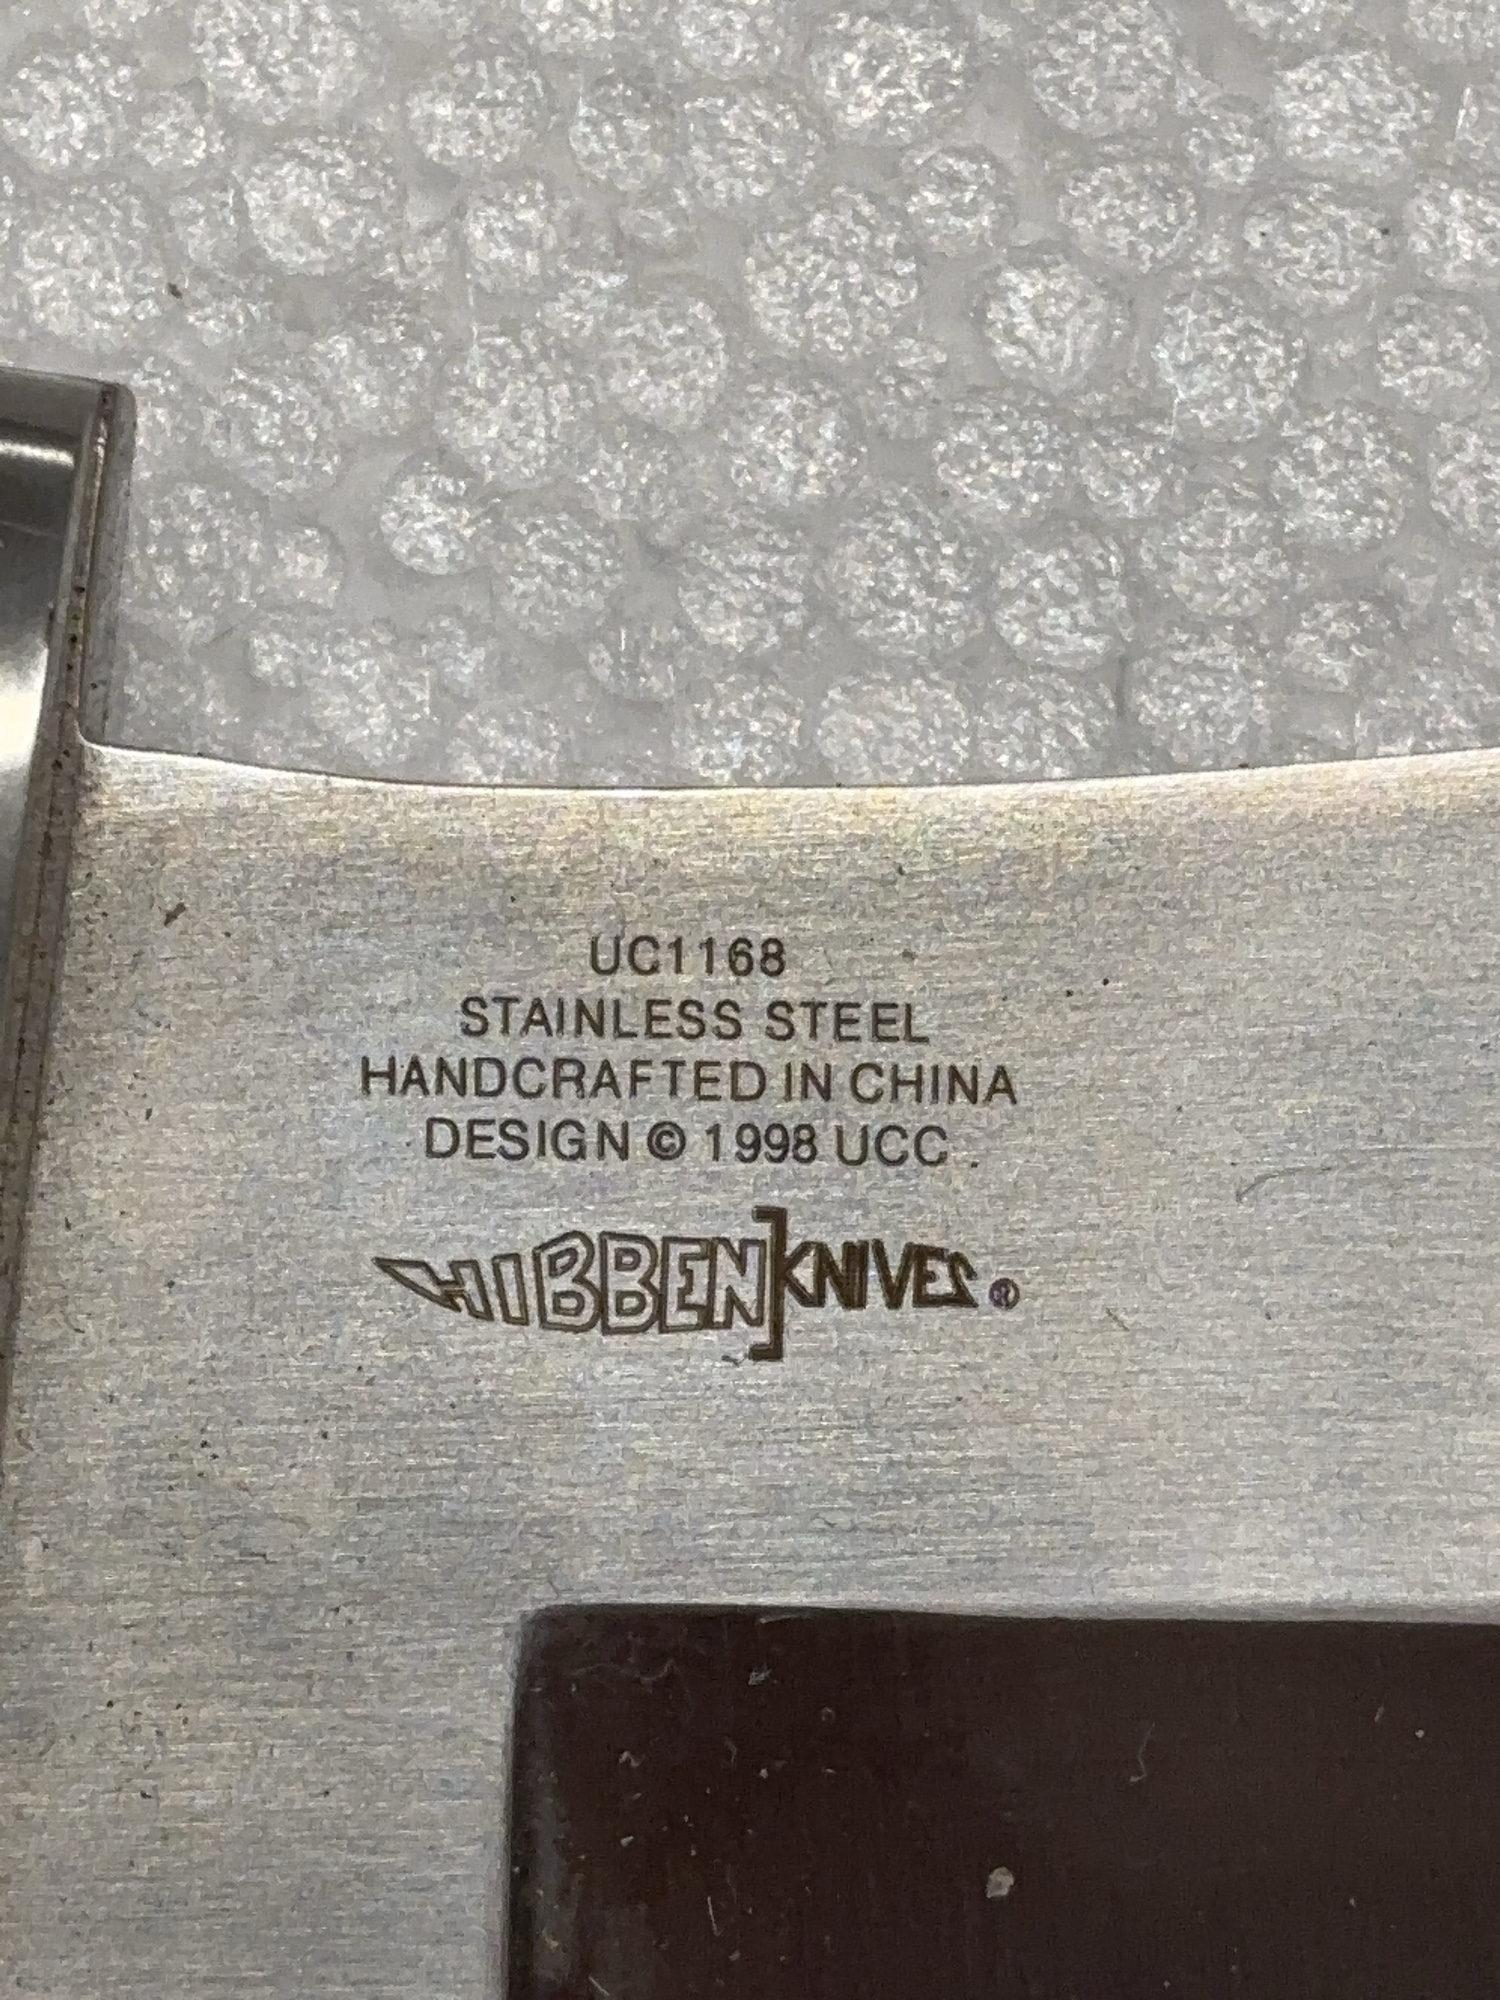 UC1168
STAINLESS STEEL
HANDCRAFTED IN CHINA
DESIGN © 1998 UCC
HIBBEN KNIVES ®